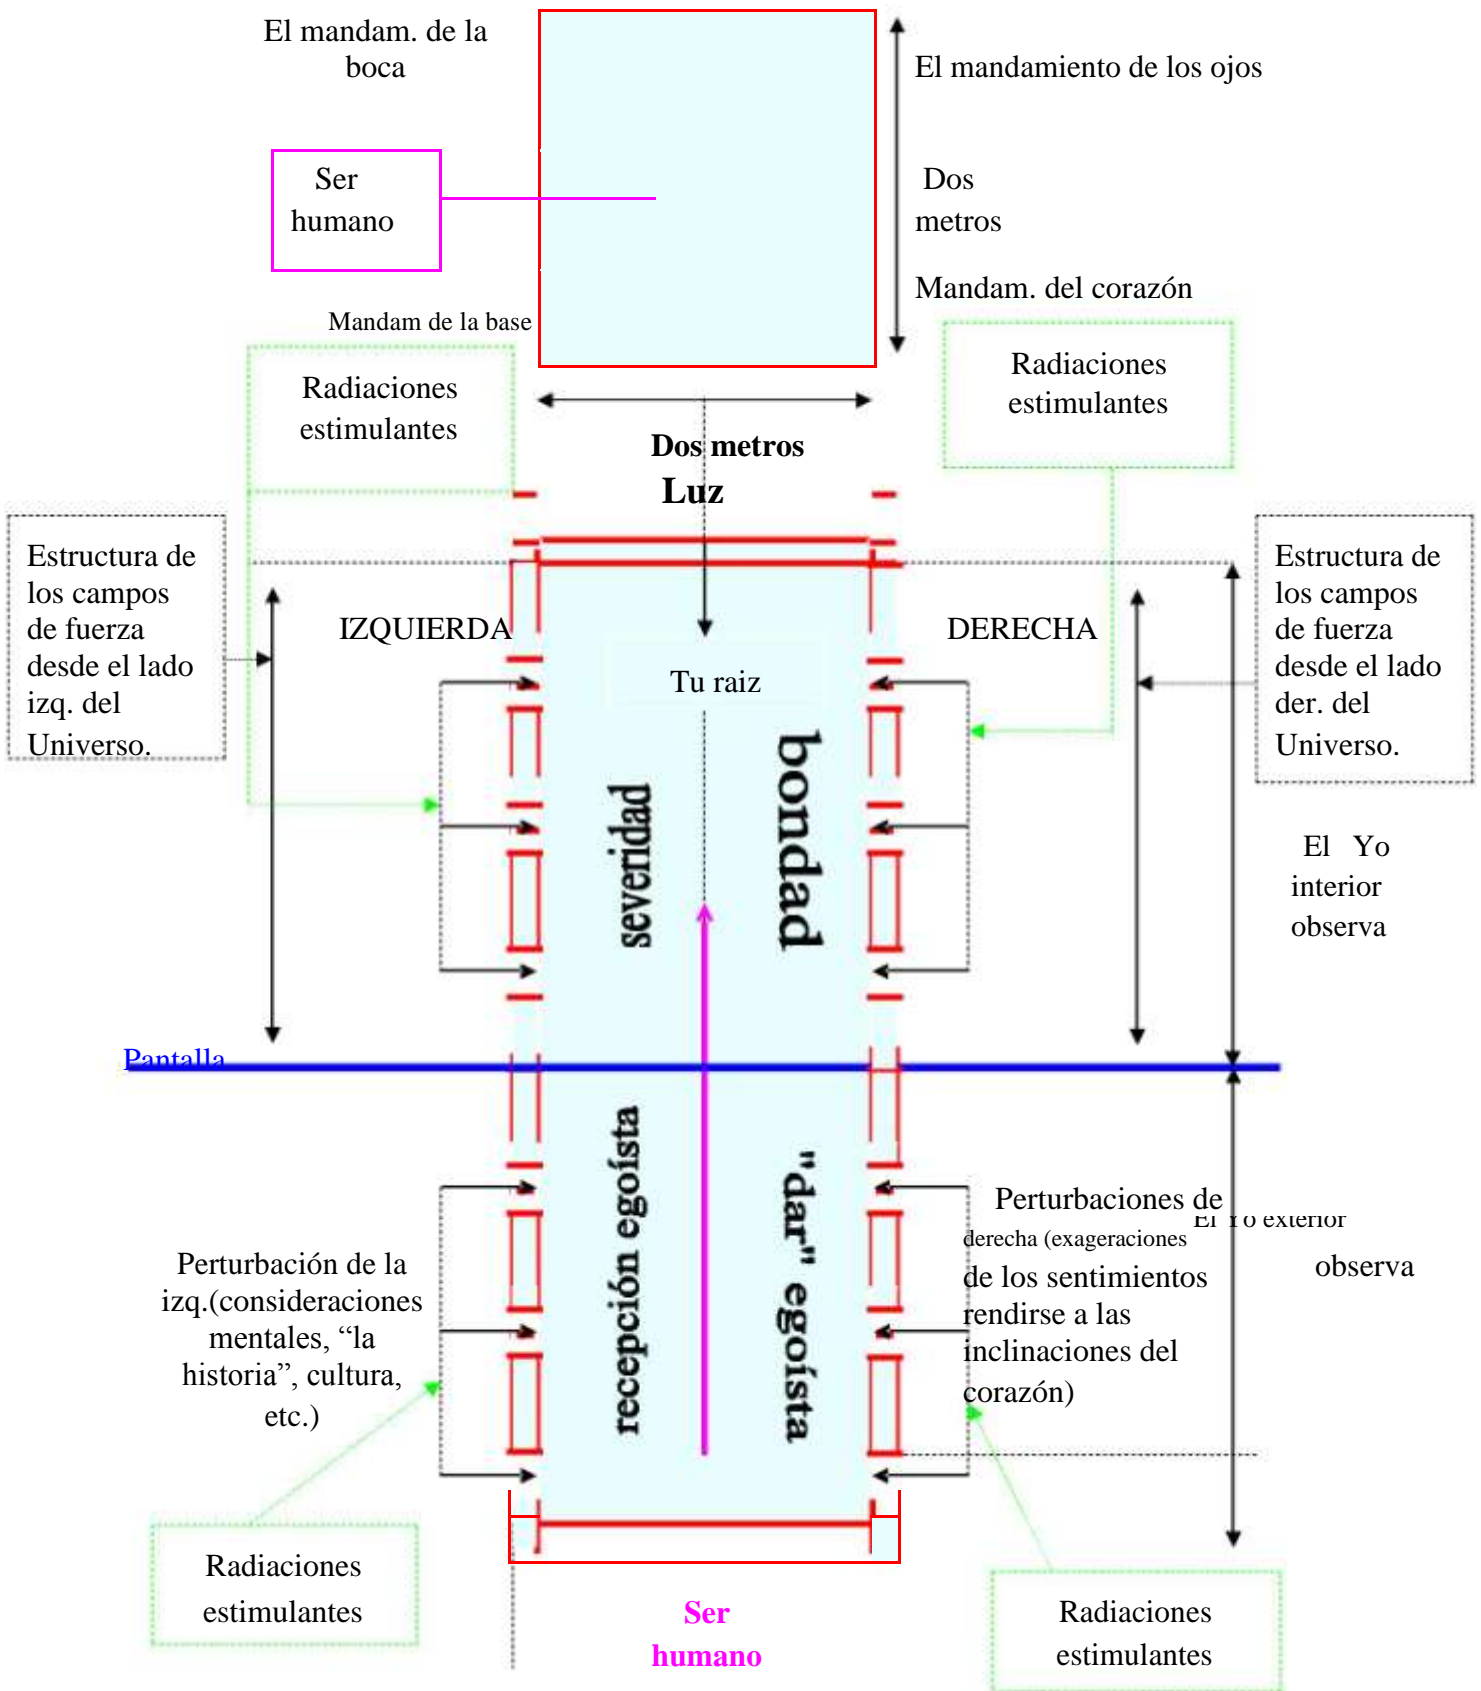 El mandam. de la
boca
El mandamiento de los ojos
Ser
humano
Dos
metros
Mandam. del corazón
Mandam de la base
Radiaciones
estimulantes
Radiaciones
estimulantes
Dos metros
Luz
Estructura de
los campos
de fuerza
desde el lado
izq. del
Universo.
IZQUIERDA
DERECHA
Estructura de
los campos
de fuerza
desde el lado
der. del
Universo.
Tu raiz
severidad
bondad
El Yo
interior
observa
Pantalla
recepción egoísta
"dar" egoísta
Perturbación de la
izq.(consideraciones
mentales, “la
historia”, cultura,
etc.)
Perturbaciones de
derecha (exageraciones
de los sentimientos
rendirse a las
inclinaciones del
corazón)
El Yo exterior
observa
Radiaciones
estimulantes
Ser
humano
Radiaciones
estimulantes